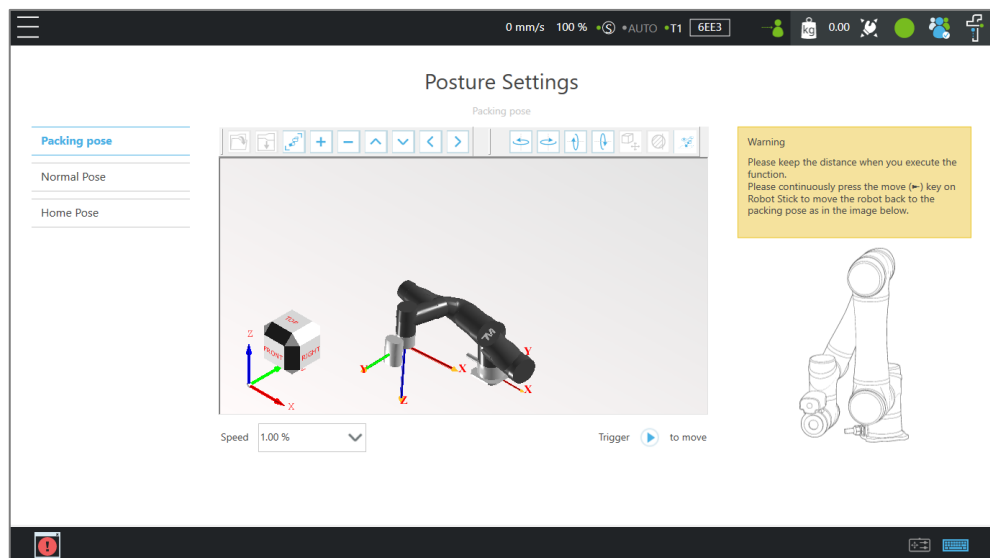 0 mm/s 100 % •Ⓢ •AUTO •T1 6EE3 kg 0.00
Posture Settings
Packing pose
Packing pose
Normal Pose
Home Pose
Warning
Please keep the distance when you execute the
function.
Please continuously press the move (►) key on
Robot Stick to move the robot back to the
packing pose as in the image below.
TOP
FRONT RIGHT
Z
X
TM
Y
X
Z
Y
X
Speed 1.00 %
Trigger to move